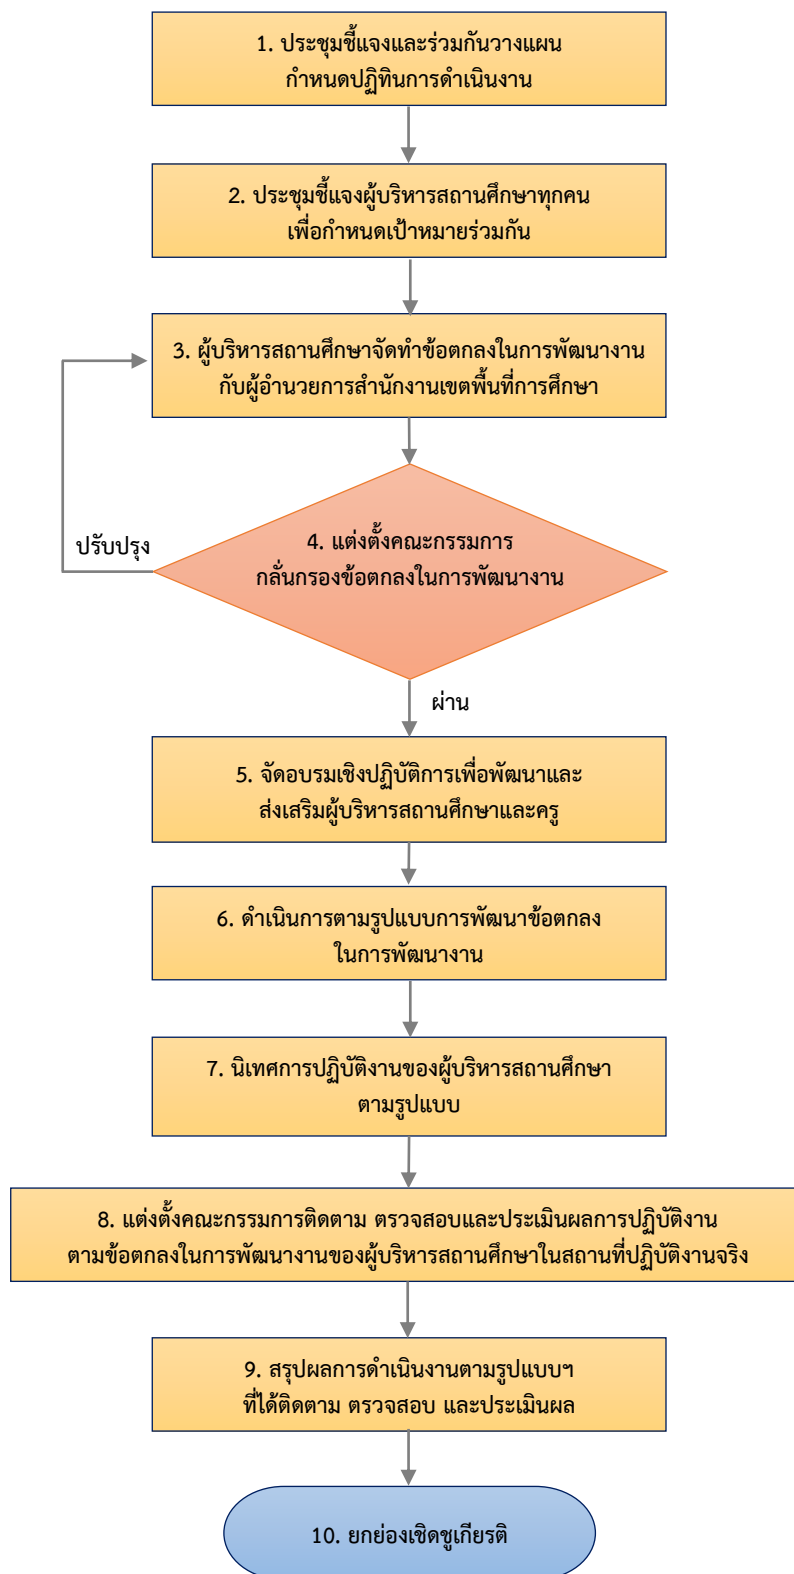 1. ประชุมชี้แจงและร่วมกันวางแผน
กำหนดปฏิทินการดำเนินงาน
2. ประชุมชี้แจงผู้บริหารสถานศึกษาทุกคน
เพื่อกำหนดเป้าหมายร่วมกัน
3. ผู้บริหารสถานศึกษาจัดทำข้อตกลงในการพัฒนางาน
กับผู้อำนวยการสำนักงานเขตพื้นที่การศึกษา
ปรับปรุง
4. แต่งตั้งคณะกรรมการ
กลั่นกรองข้อตกลงในการพัฒนางาน
ผ่าน
5. จัดอบรมเชิงปฏิบัติการเพื่อพัฒนาและ
ส่งเสริมผู้บริหารสถานศึกษาและครู
6. ดำเนินการตามรูปแบบการพัฒนาข้อตกลง
ในการพัฒนางาน
7. นิเทศการปฏิบัติงานของผู้บริหารสถานศึกษา
ตามรูปแบบ
8. แต่งตั้งคณะกรรมการติดตาม ตรวจสอบและประเมินผลการปฏิบัติงาน
ตามข้อตกลงในการพัฒนางานของผู้บริหารสถานศึกษาในสถานที่ปฏิบัติงานจริง
9. สรุปผลการดำเนินงานตามรูปแบบฯ
ที่ได้ติดตาม ตรวจสอบ และประเมินผล
10. ยกย่องเชิดชูเกียรติ